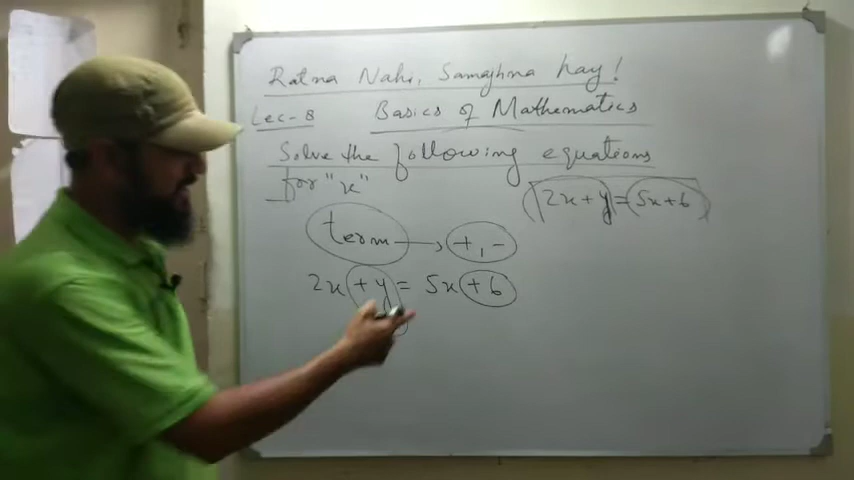 Ratna Nahi, Samajhna hay!
Lec-8 Basics of Mathematics
Solve the following equations
for "x"
2x + y = 5x + 6
term → +, -
2x + y = 5x + 6